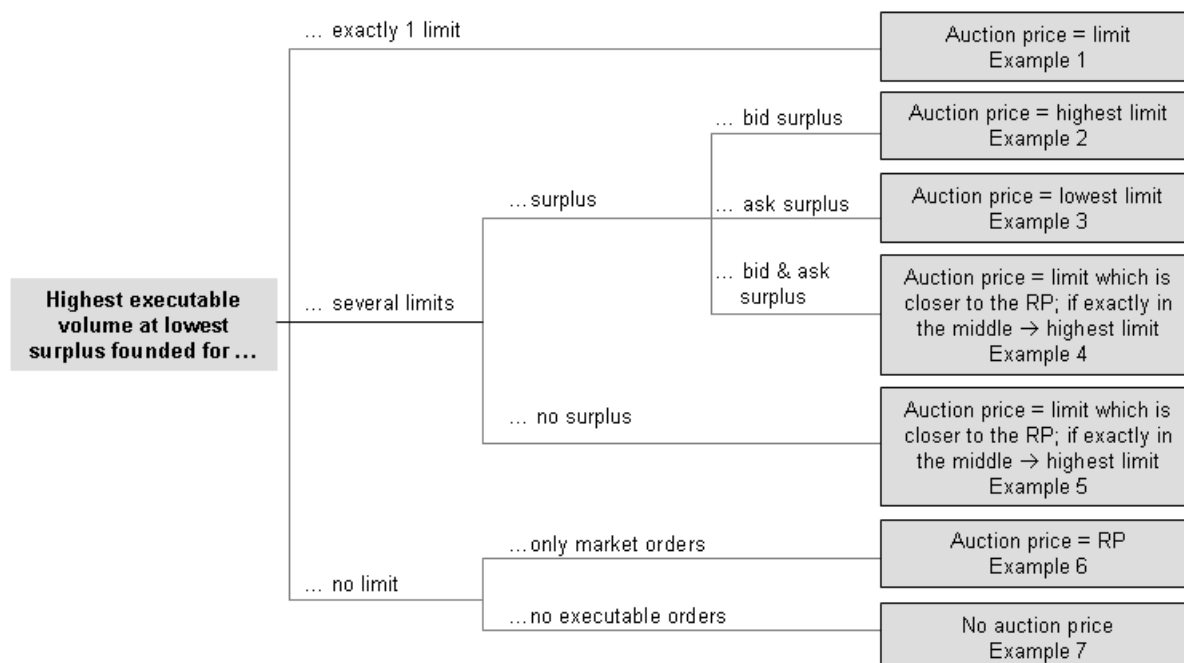 ... exactly 1 limit
Auction price = limit
Example 1
... bid surplus
Auction price = highest limit
Example 2
...surplus
... ask surplus
Auction price = lowest limit
Example 3
Highest executable
volume at lowest
surplus founded for ...
... several limits
... bid & ask
surplus
Auction price = limit which is
closer to the RP; if exactly in
the middle → highest limit
Example 4
... no surplus
Auction price = limit which is
closer to the RP; if exactly in
the middle → highest limit
Example 5
... no limit
...only market orders
Auction price = RP
Example 6
...no executable orders
No auction price
Example 7